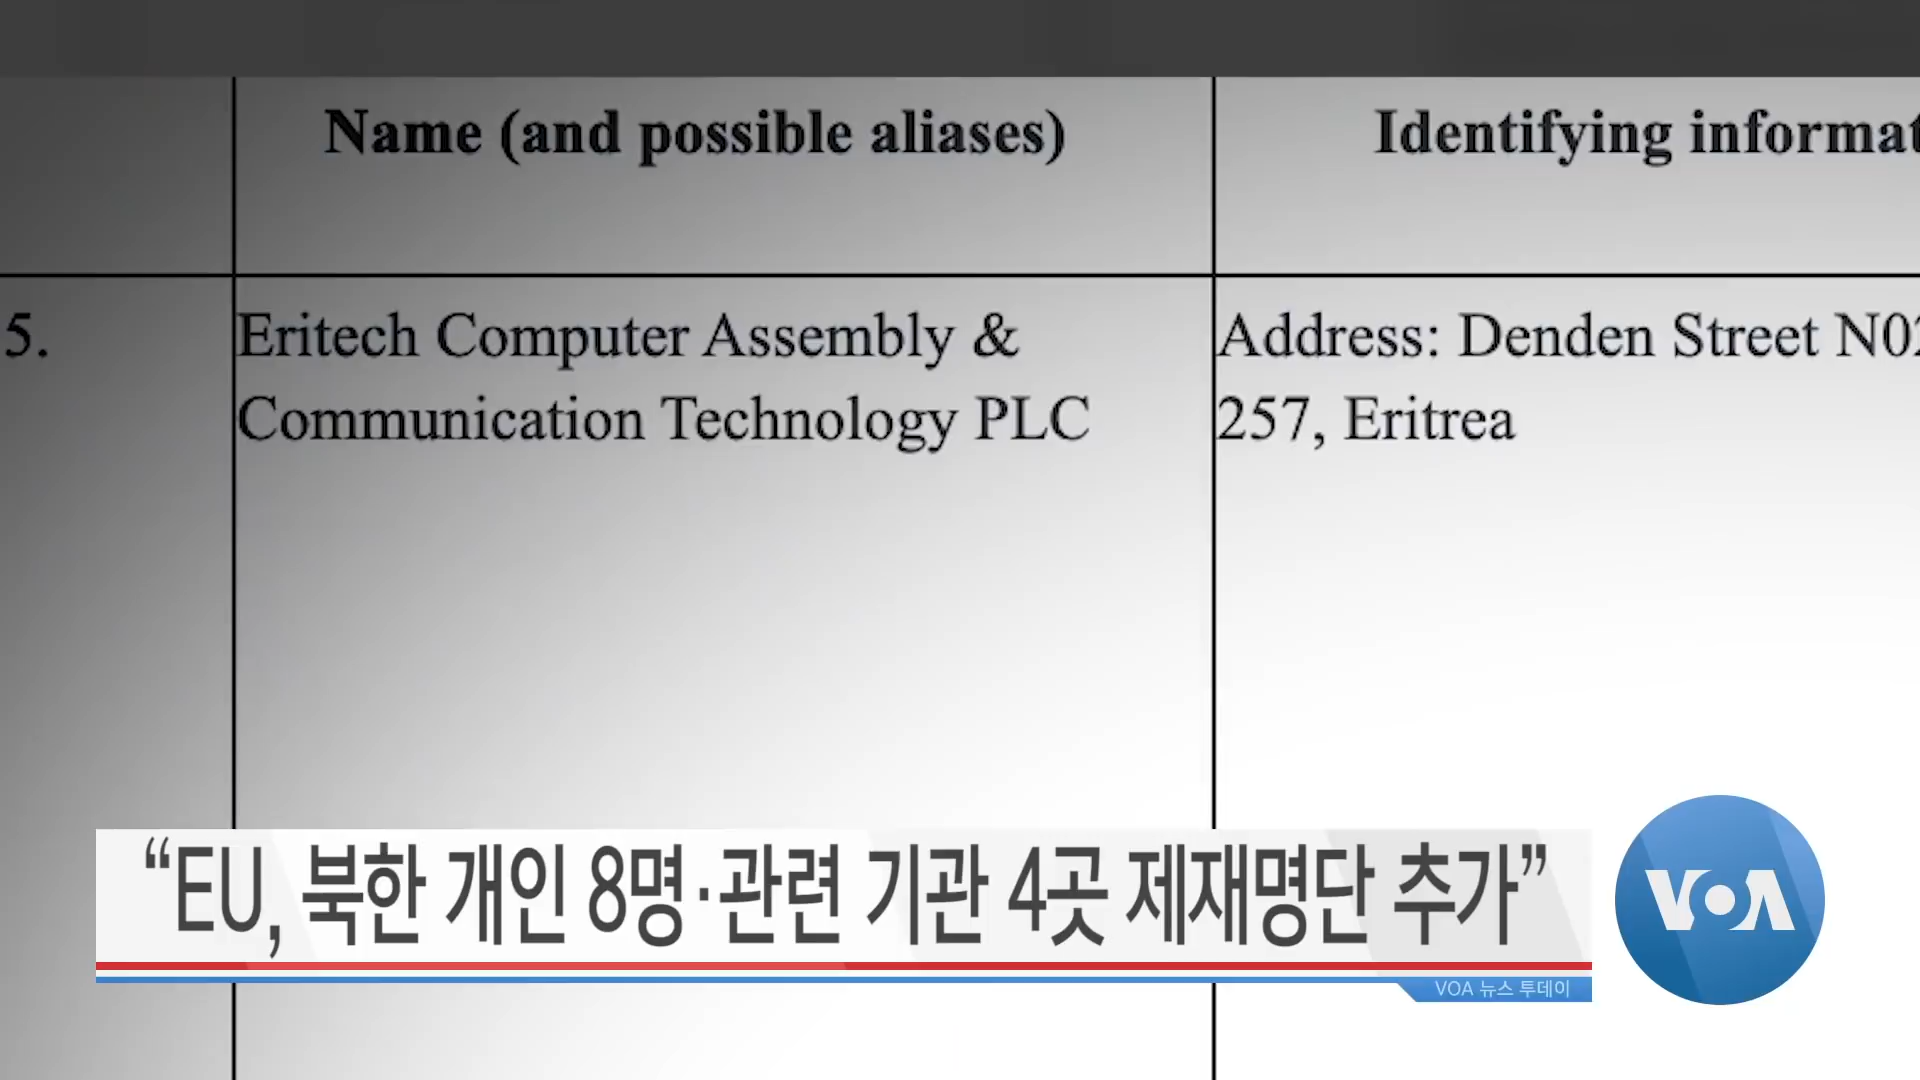 Name (and possible aliases)
Identifying informat
5.
Eritech Computer Assembly &
Communication Technology PLC
Address: Denden Street N02
257, Eritrea
“EU, 북한 개인 8명·관련 기관 4곳 제재명단 추가”
VOA 뉴스 투데이
VOA